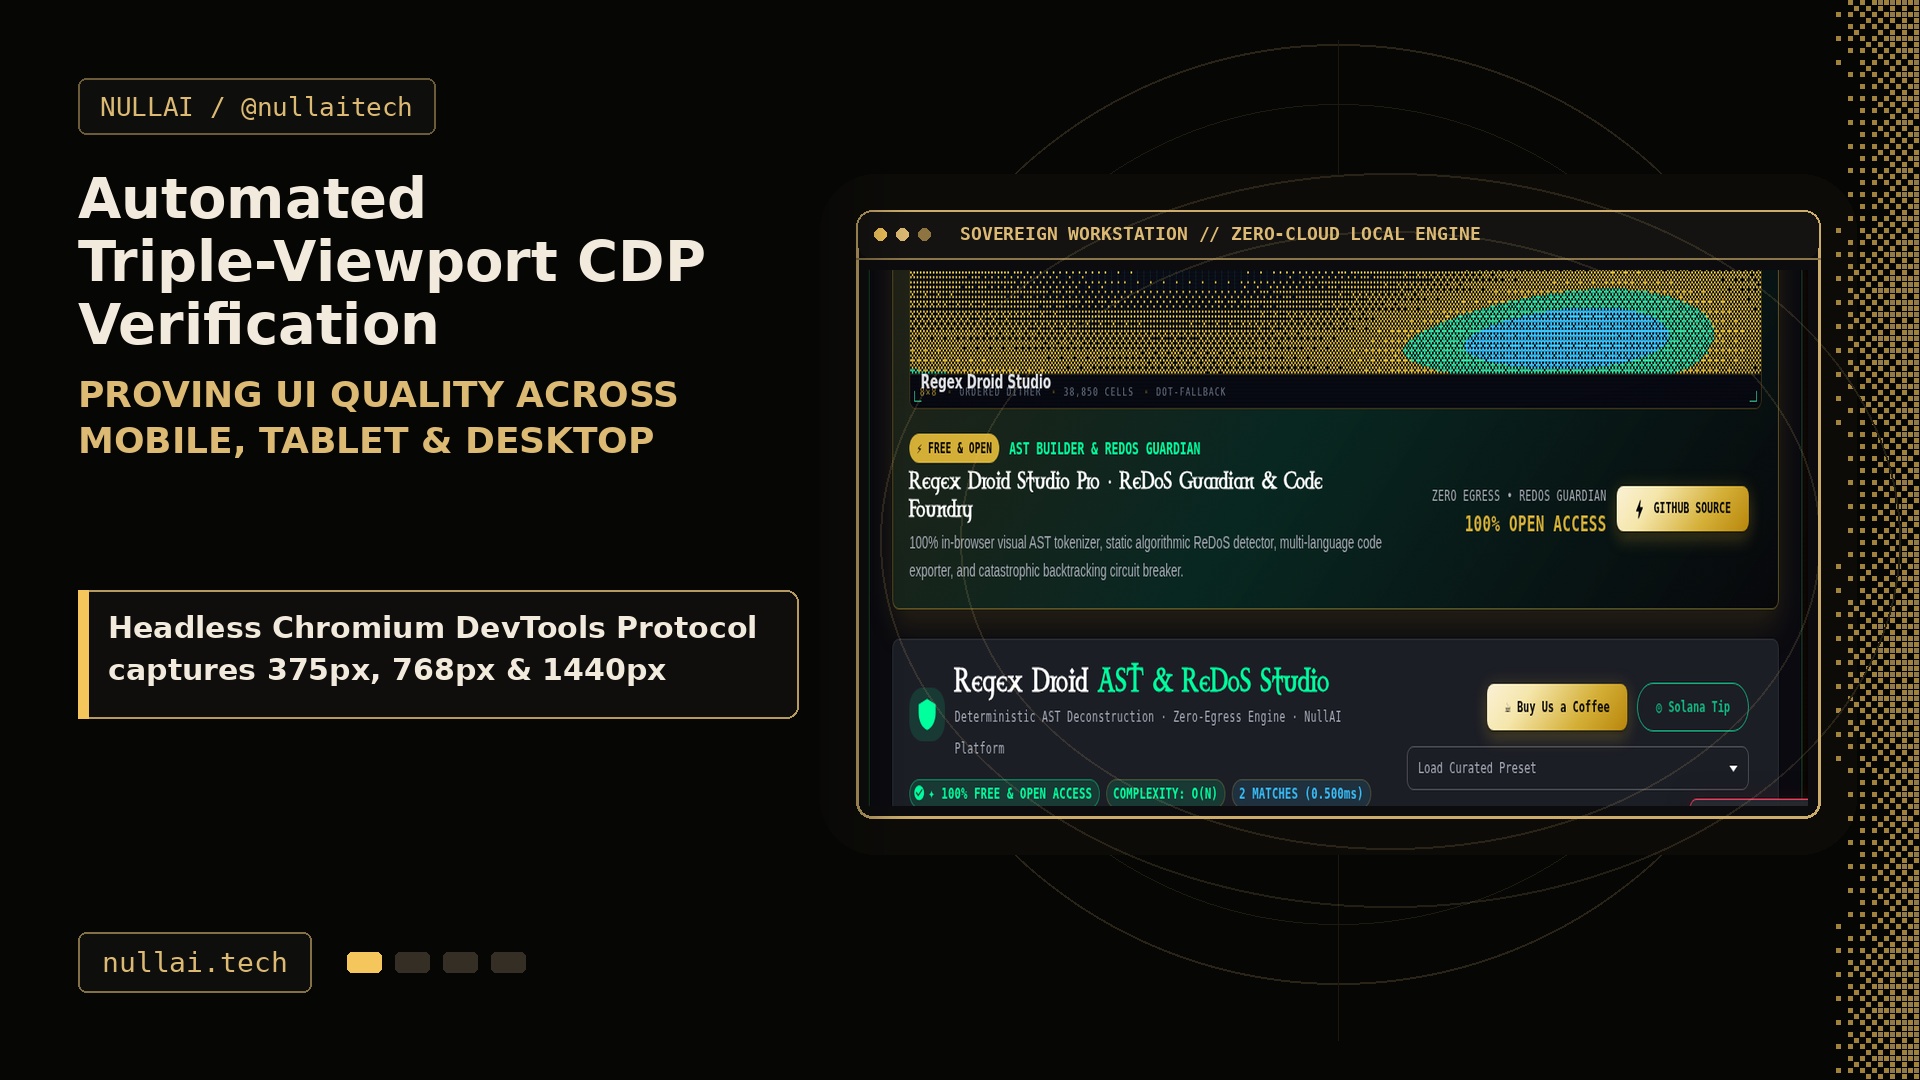 NULLAI / @nullaitech
Automated
Triple-Viewport CDP
Verification
PROVING UI QUALITY ACROSS
MOBILE, TABLET & DESKTOP
Headless Chromium DevTools Protocol
captures 375px, 768px & 1440px
nullai.tech
SOVEREIGN WORKSTATION // ZERO-CLOUD LOCAL ENGINE
Regex Droid Studio
8×8 · ORDERED DITHER · 38,850 CELLS · DOT-FALLBACK
⚡ FREE & OPEN AST BUILDER & REDOS GUARDIAN
Regex Droid Studio Pro · ReDoS Guardian & Code
Foundry
100% in-browser visual AST tokenizer, static algorithmic ReDoS detector, multi-language code
exporter, and catastrophic backtracking circuit breaker.
ZERO EGRESS • REDOS GUARDIAN
100% OPEN ACCESS
GITHUB SOURCE
Regex Droid AST & ReDoS Studio
Deterministic AST Deconstruction · Zero-Egress Engine · NullAI
Platform
100% FREE & OPEN ACCESS
COMPLEXITY: O(N)
2 MATCHES (0.500ms)
Buy Us a Coffee
Solana Tip
Load Curated Preset